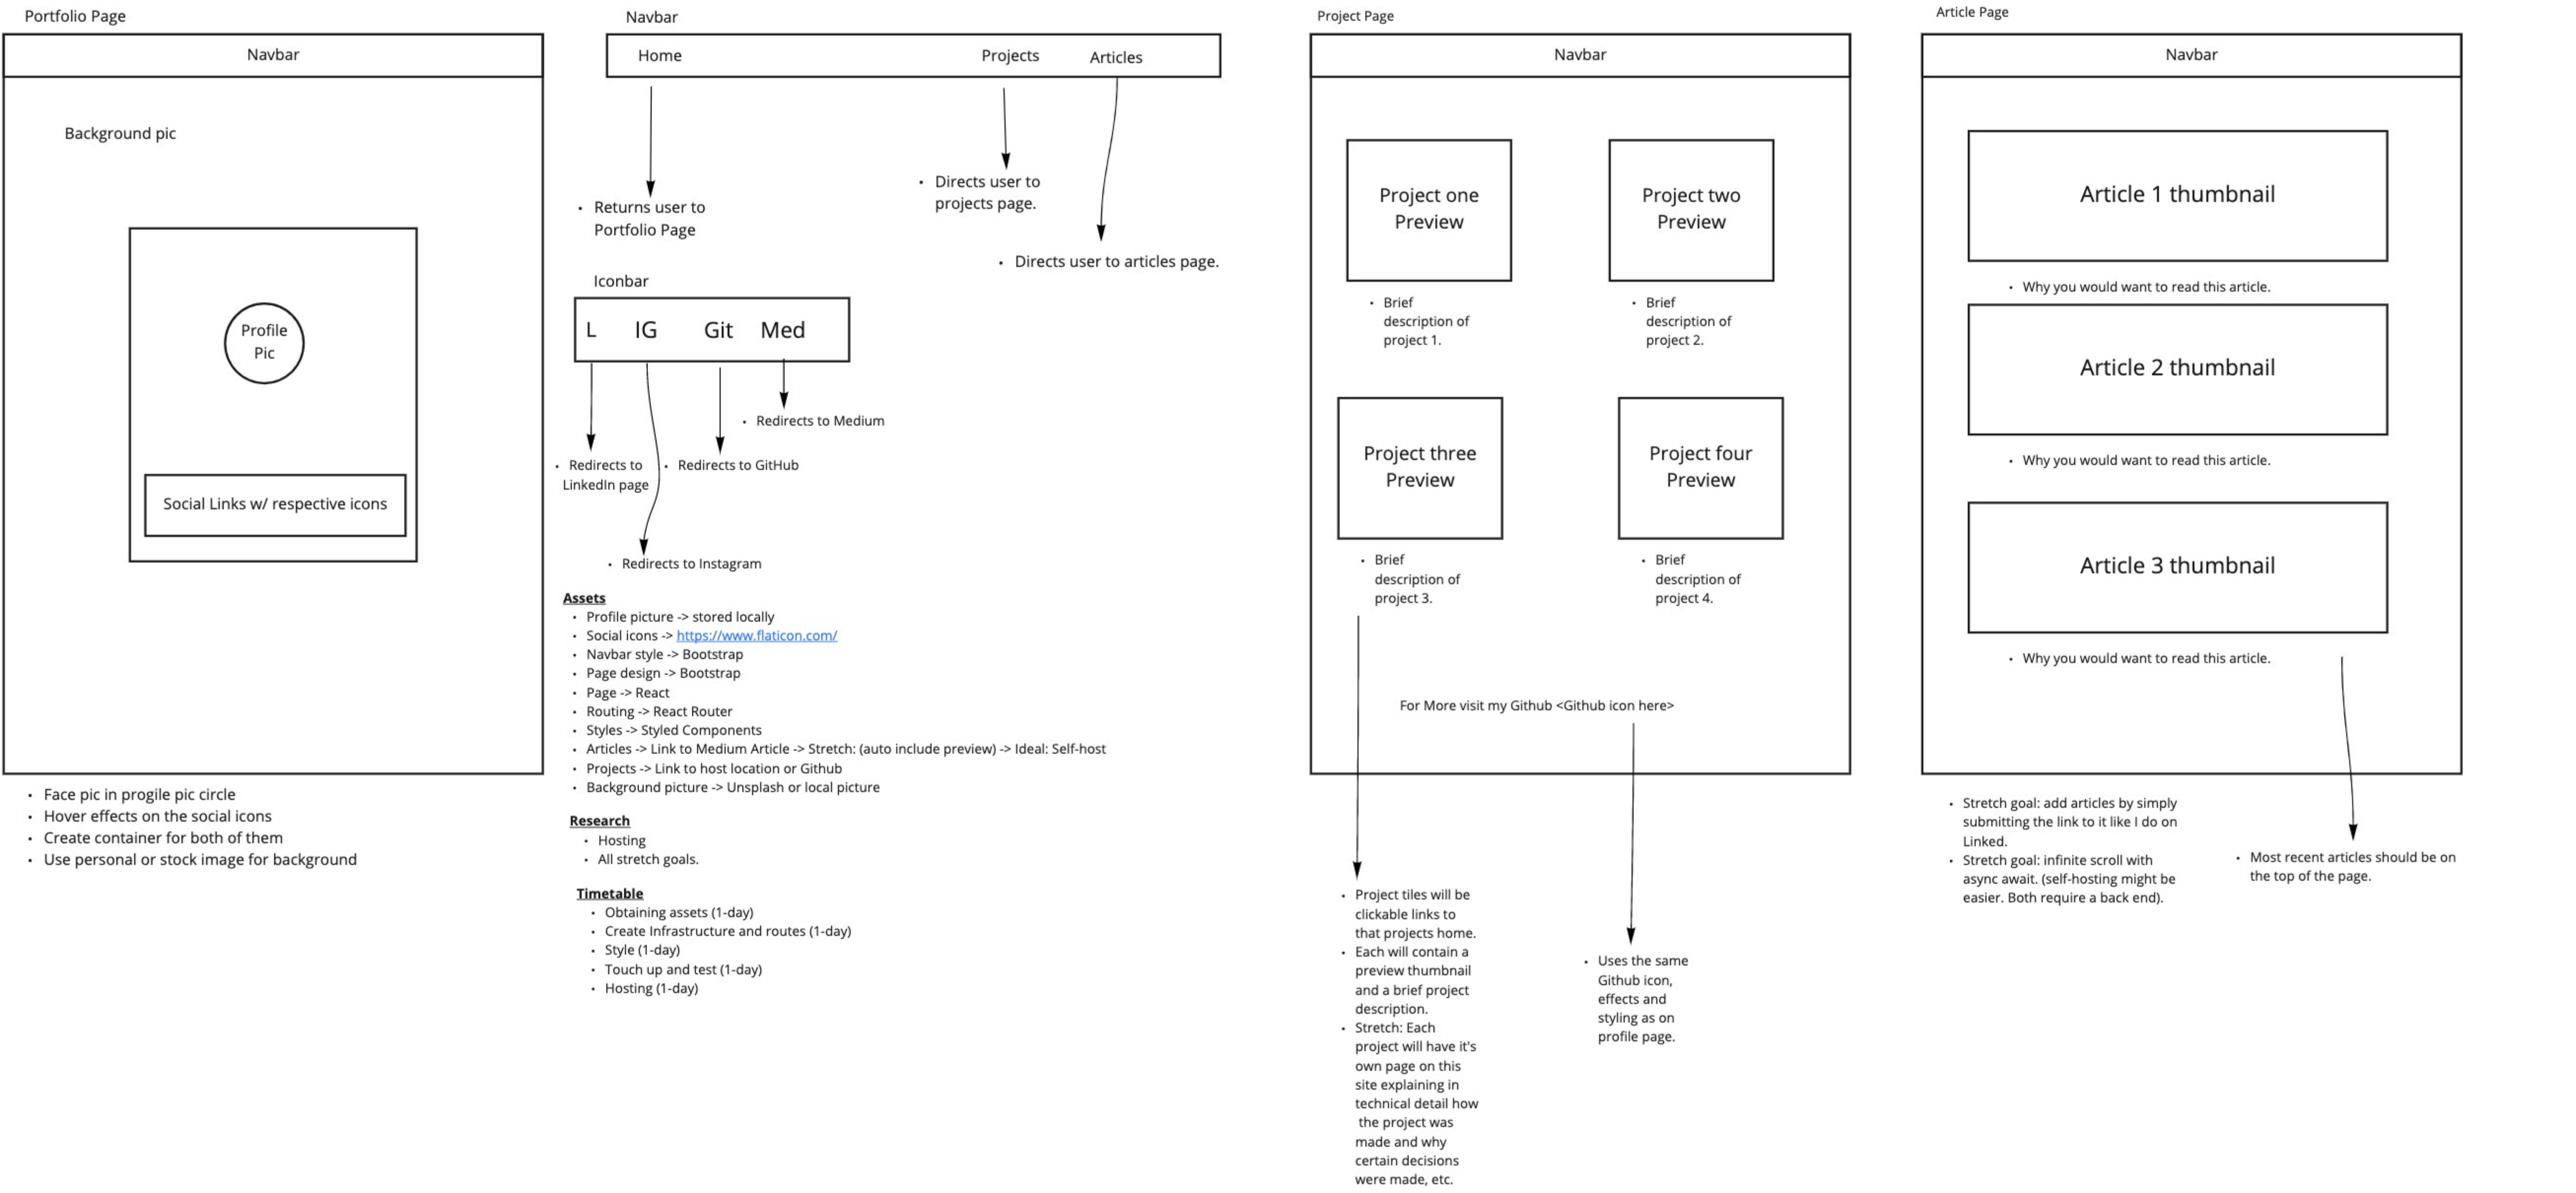 Portfolio Page
Navbar
Background pic
Profile
Pic
Social Links w/ respective icons
• Face pic in progile pic circle
• Hover effects on the social icons
• Create container for both of them
• Use personal or stock image for background
Navbar
Home
Projects
Articles
• Returns user to
Portfolio Page
• Directs user to
projects page.
• Directs user to articles page.
Iconbar
L
IG
Git
Med
• Redirects to Medium
• Redirects to
LinkedIn page
• Redirects to GitHub
• Redirects to Instagram
Assets
• Profile picture -> stored locally
• Social icons -> https://www.flaticon.com/
• Navbar style -> Bootstrap
• Page design -> Bootstrap
• Page -> React
• Routing -> React Router
• Styles -> Styled Components
• Articles -> Link to Medium Article -> Stretch: (auto include preview) -> Ideal: Self-host
• Projects -> Link to host location or Github
• Background picture -> Unsplash or local picture
Research
• Hosting
• All stretch goals.
Timetable
• Obtaining assets (1-day)
• Create Infrastructure and routes (1-day)
• Style (1-day)
• Touch up and test (1-day)
• Hosting (1-day)
Project Page
Navbar
Project one
Preview
• Brief
description of
project 1.
Project two
Preview
• Brief
description of
project 2.
Project three
Preview
• Brief
description of
project 3.
Project four
Preview
• Brief
description of
project 4.
For More visit my Github <Github icon here>
• Project tiles will be
clickable links to
that projects home.
• Each will contain a
preview thumbnail
and a brief project
description.
• Stretch: Each
project will have it's
own page on this
site explaining in
technical detail how
the project was
made and why
certain decisions
were made, etc.
• Uses the same
Github icon,
effects and
styling as on
profile page.
Article Page
Navbar
Article 1 thumbnail
• Why you would want to read this article.
Article 2 thumbnail
• Why you would want to read this article.
Article 3 thumbnail
• Why you would want to read this article.
• Stretch goal: add articles by simply
submitting the link to it like I do on
Linked.
• Stretch goal: infinite scroll with
async await. (self-hosting might be
easier. Both require a back end).
• Most recent articles should be on
the top of the page.